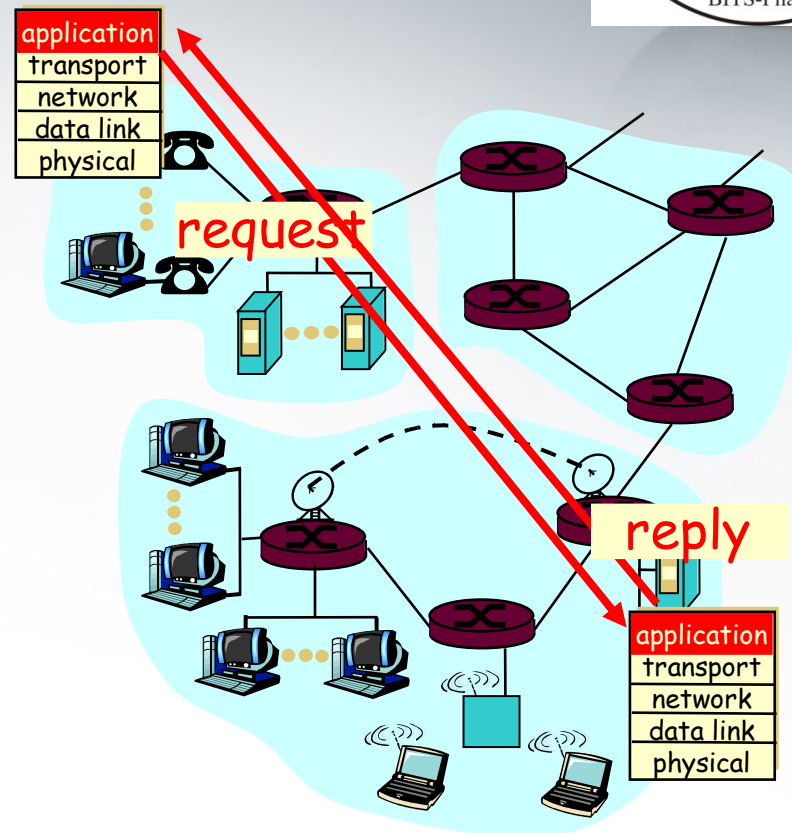 application
transport
network
data link
physical
request
reply
application
transport
network
data link
physical